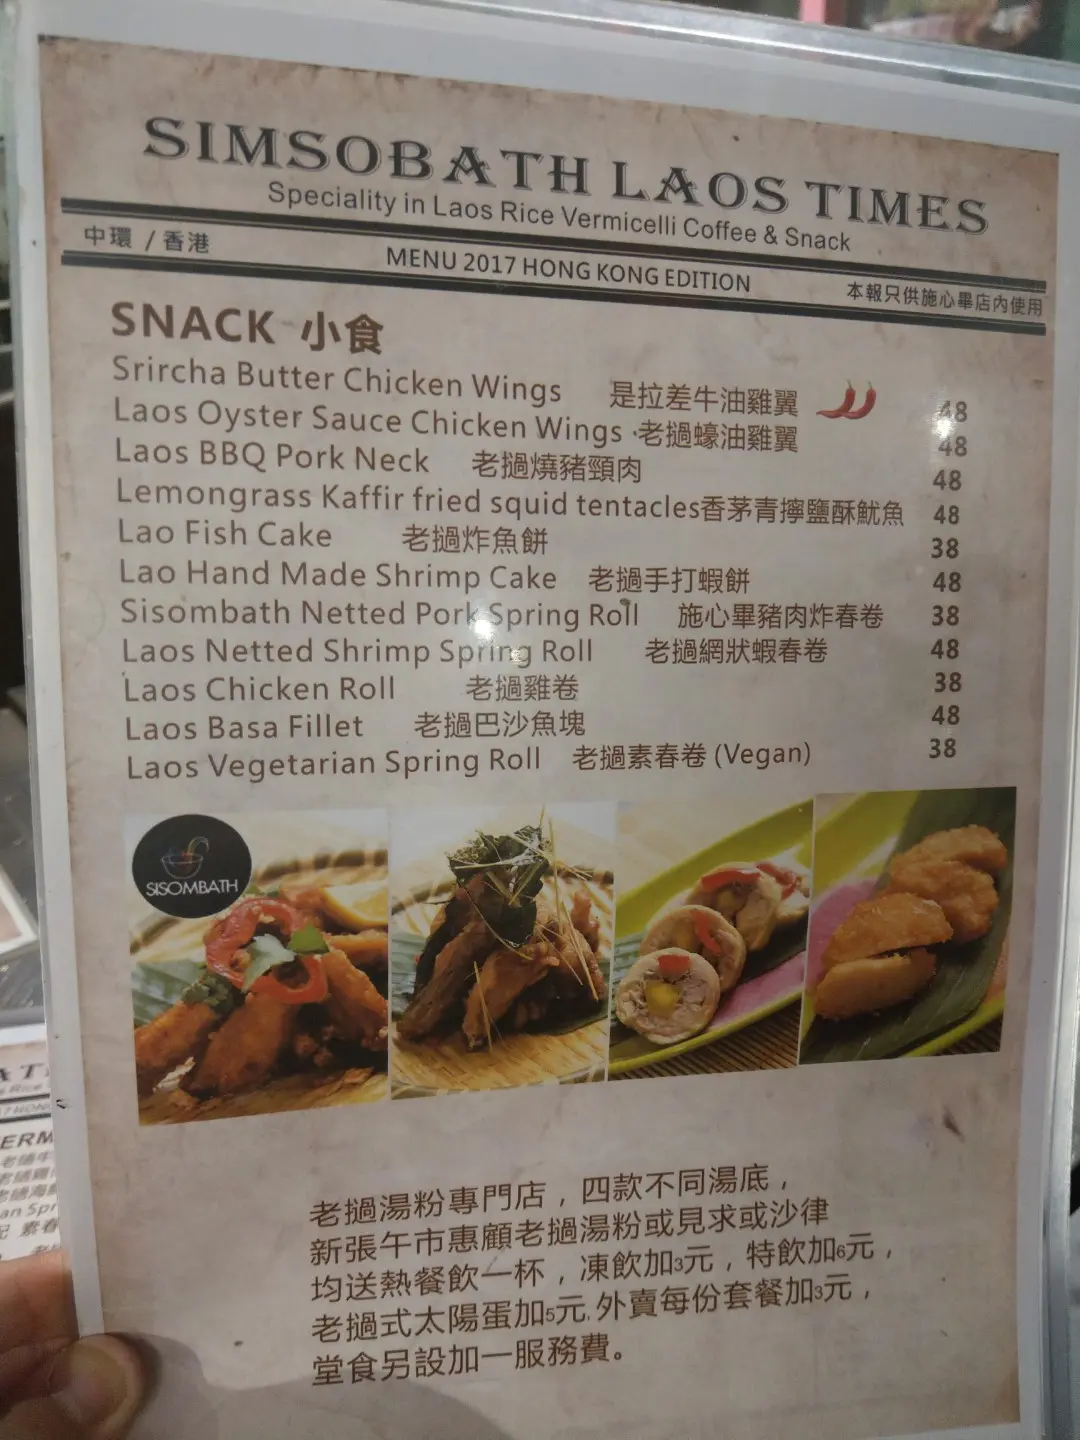 SIMSOBATH LAOS TIMES
Speciality in Laos Rice Vermicelli Coffee & Snack
中環 / 香港 MENU 2017 HONG KONG EDITION 本報只供施心畢店內使用
SNACK 小食
Srircha Butter Chicken Wings 是拉差牛油雞翼 48
Laos Oyster Sauce Chicken Wings 老撾蠔油雞翼 48
Laos BBQ Pork Neck 老撾燒豬頸肉 48
Lemongrass Kaffir fried squid tentacles香茅青擰鹽酥魷魚 48
Lao Fish Cake 老撾炸魚餅 38
Lao Hand Made Shrimp Cake 老撾手打蝦餅 48
Sisombath Netted Pork Spring Roll 施心畢豬肉炸春卷 38
Laos Netted Shrimp Spring Roll 老撾網狀蝦春卷 48
Laos Chicken Roll 老撾雞卷 38
Laos Basa Fillet 老撾巴沙魚塊 48
Laos Vegetarian Spring Roll 老撾素春卷 (Vegan) 38
SISOMBATH
老撾湯粉專門店，四款不同湯底，
新張午市惠顧老撾湯粉或見求或沙律
均送熱餐飲一杯，凍飲加3元，特飲加6元，
老撾式太陽蛋加5元,外賣每份套餐加3元，
堂食另設加一服務費。